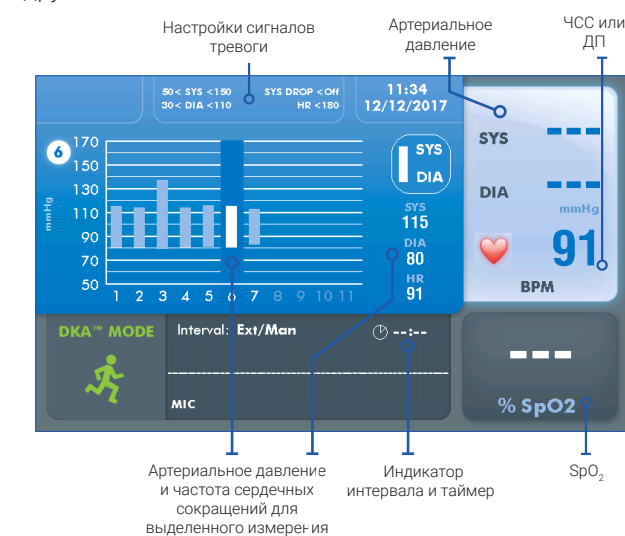 Настройки сигналов
тревоги
Артериальное
давление
ЧСС или
ДП
50< SYS <150 SYS DROP <Off
30< DIA <110 HR <180
11:34
12/12/2017
6
mmHg
170
150
130
110
90
70
50
1 2 3 4 5 6 7 8 9 10 11
SYS
DIA
SYS
115
DIA
80
HR
91
SYS ---
DIA ---
mmHg
91
BPM
DKA™ MODE
Interval: Ext/Man
--:--
MIC
---
% SpO2
Артериальное давление
и частота сердечных
сокращений для
выделенного измерения
Индикатор
интервала и таймер
SpO₂